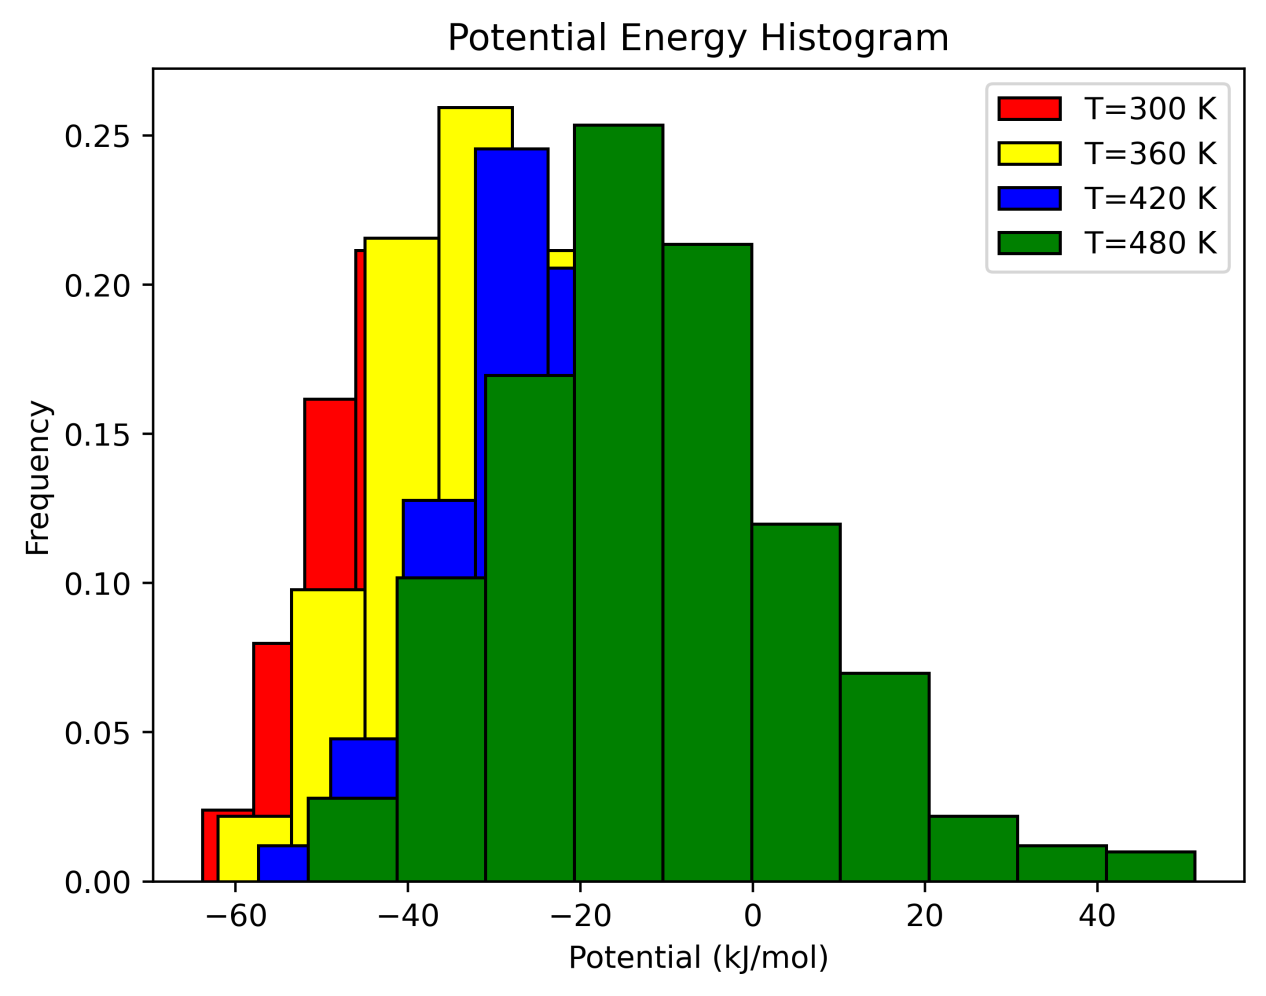 Potential Energy Histogram
T=300 K
T=360 K
T=420 K
T=480 K
0.25
0.20
0.15
0.10
0.05
0.00
Frequency
−60 −40 −20 0 20 40
Potential (kJ/mol)